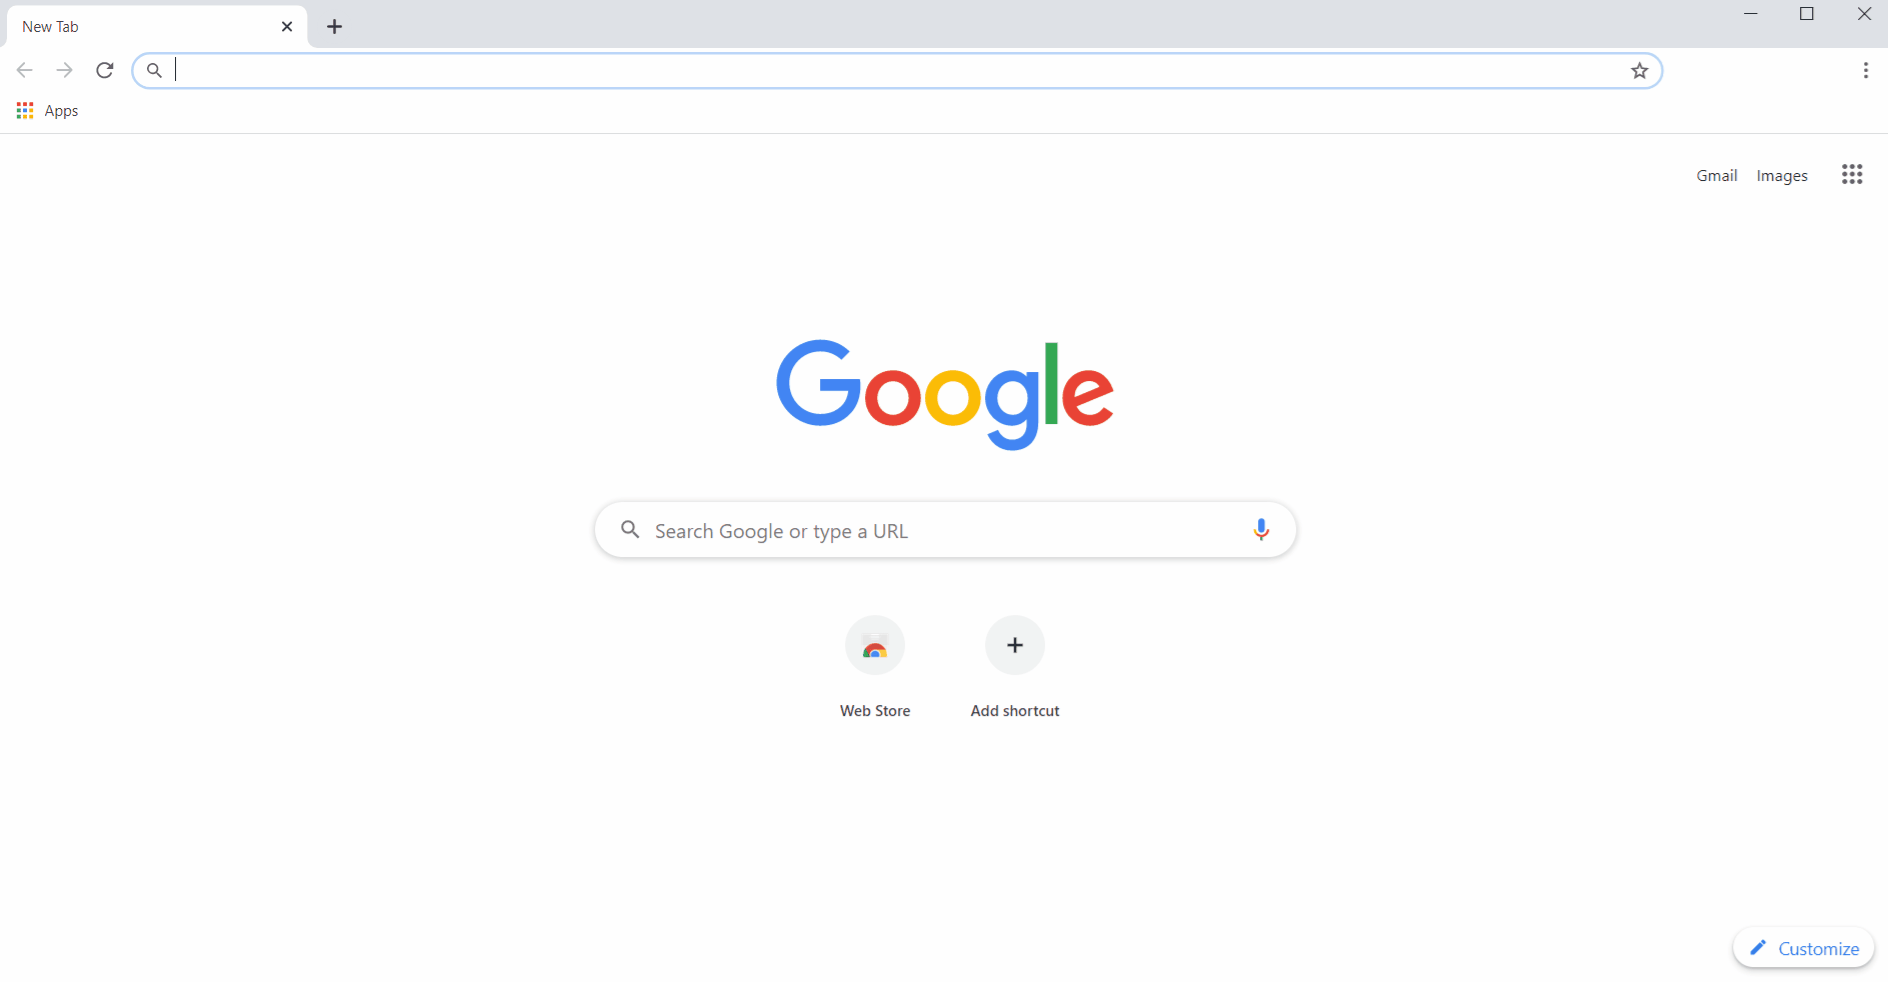 New Tab
Apps
Gmail Images
Google
Search Google or type a URL
Web Store Add shortcut
Customize